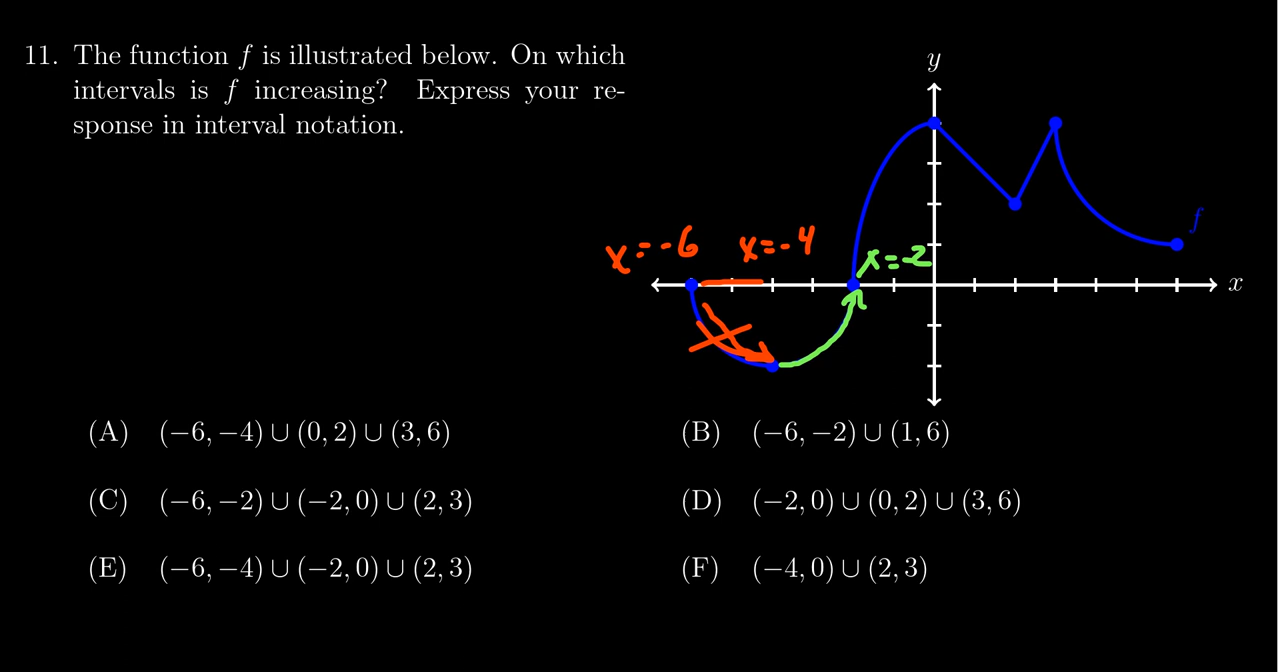 11. The function f is illustrated below. On which
intervals is f increasing? Express your re-
sponse in interval notation.
y
x = -6
x = -4
x = -2
f
x
(A) (−6, −4) ∪ (0, 2) ∪ (3, 6)
(B) (−6, −2) ∪ (1, 6)
(C) (−6, −2) ∪ (−2, 0) ∪ (2, 3)
(D) (−2, 0) ∪ (0, 2) ∪ (3, 6)
(E) (−6, −4) ∪ (−2, 0) ∪ (2, 3)
(F) (−4, 0) ∪ (2, 3)